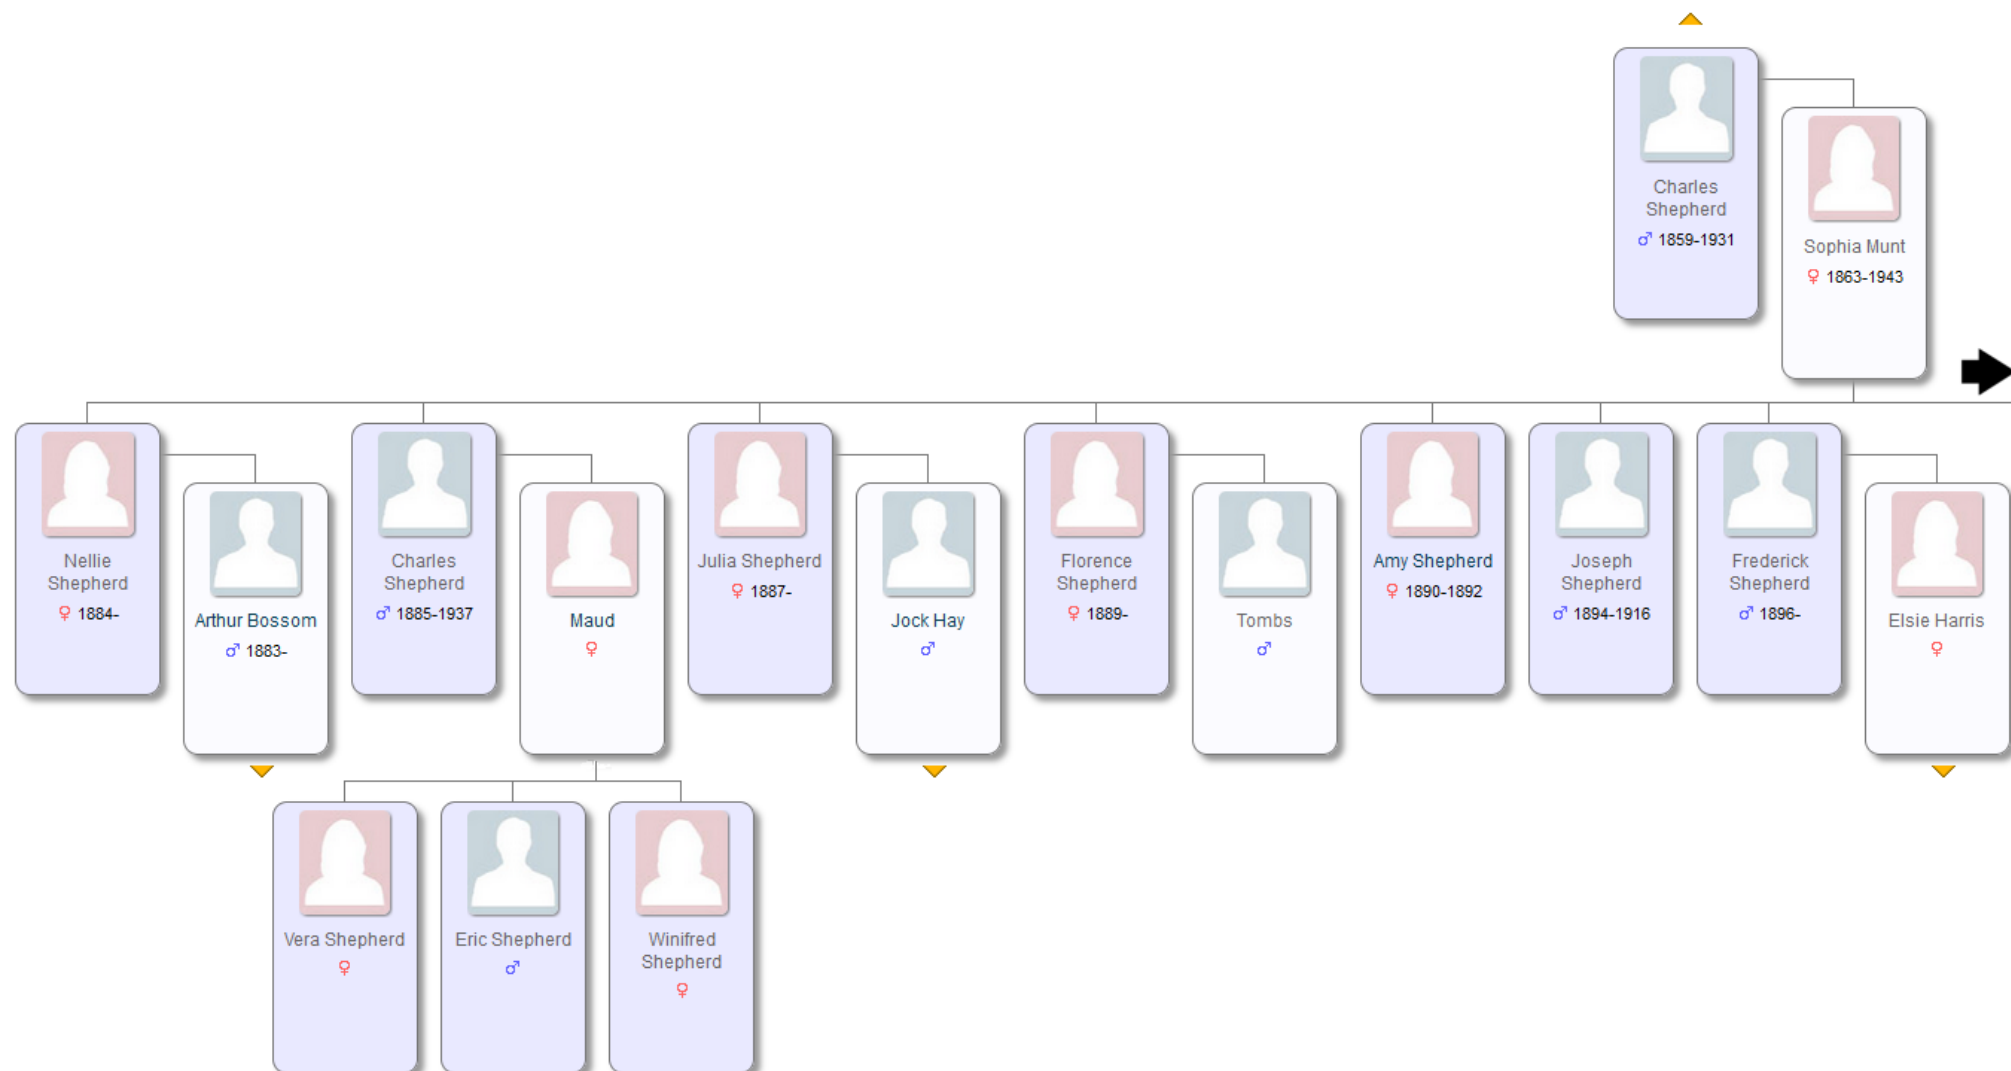 Charles
Shepherd
♂ 1859-1931
Sophia Munt
♀ 1863-1943
Nellie
Shepherd
♀ 1884-
Arthur Bossom
♂ 1883-
Charles
Shepherd
♂ 1885-1937
Maud
♀
Julia Shepherd
♀ 1887-
Jock Hay
♂
Florence
Shepherd
♀ 1889-
Tombs
♂
Amy Shepherd
♀ 1890-1892
Joseph
Shepherd
♂ 1894-1916
Frederick
Shepherd
♂ 1896-
Elsie Harris
♀
Vera Shepherd
♀
Eric Shepherd
♂
Winifred
Shepherd
♀